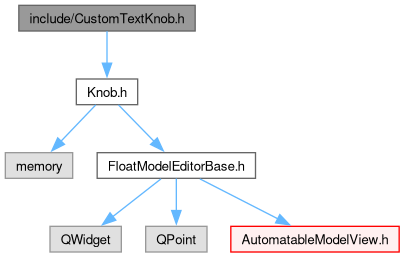 include/CustomTextKnob.h
Knob.h
memory
FloatModelEditorBase.h
QWidget
QPoint
AutomatableModelView.h